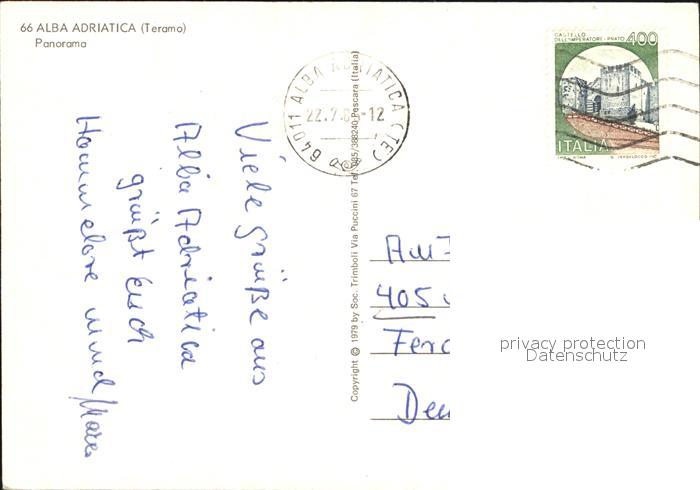 66 ALBA ADRIATICA (Teramo)
Panorama
Viele Grüße aus
Alba Adriatica
grüßt Euch
Hannelore und
64011 ALBA ADRIATICA (TE)
22.7.8 -12
Copyright © 1979 by Soc. Trimboli Via Puccini 67 Tel. 085/388240 Pescara (Italia)
CASTELLO
DELL'IMPERATORE - PRATO 400
ITALIA
405
privacy protection
Datenschutz